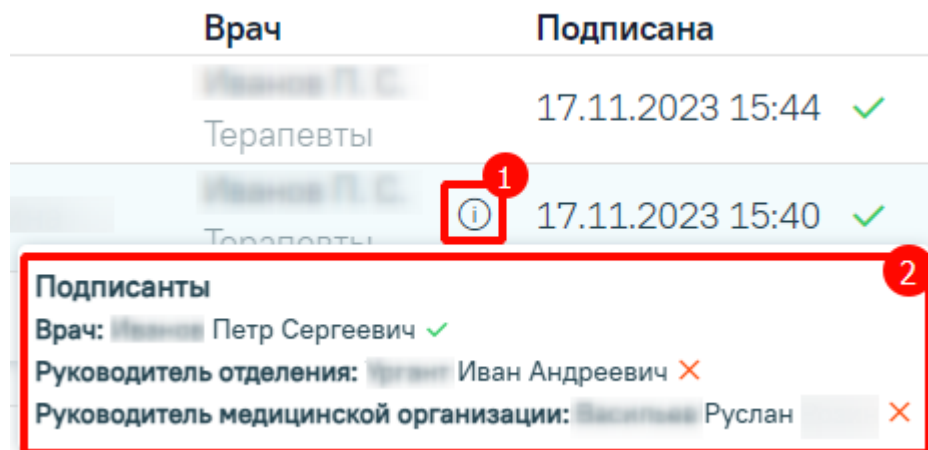 Врач Подписана
17.11.2023 15:44
Терапевты
1
17.11.2023 15:40
Терапевты
2
Подписанты
Врач: Петр Сергеевич
Руководитель отделения: Иван Андреевич
Руководитель медицинской организации: Руслан